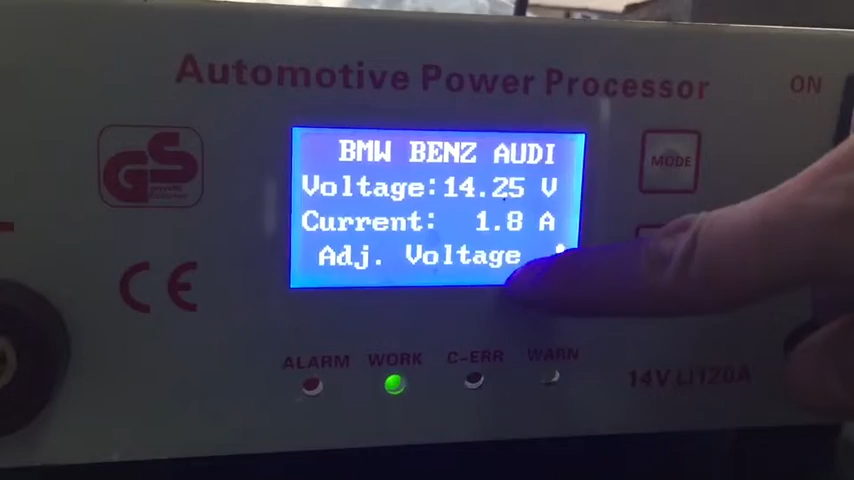 Automotive Power Processor
ON
GS
BMW BENZ AUDI
Voltage:14.25 V
Current: 1.8 A
Adj. Voltage
MODE
CE
ALARM WORK C-ERR WARN
14V LI120A